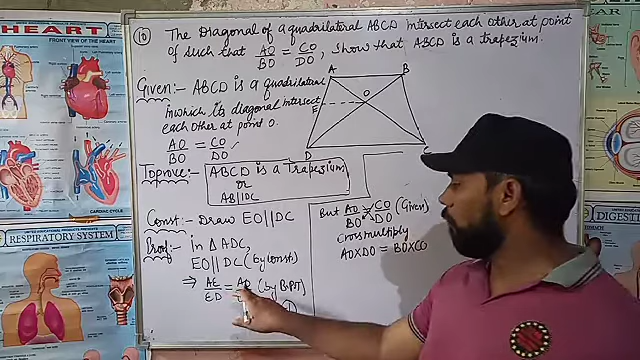 HEART
FRONT VIEW OF THE HEART
CARDIAC CYCLE
RESPIRATORY SYSTEM
(10) The Diagonal of a quadrilateral ABCD intersect each other at point
of such that AO/BO = CO/DO, show that ABCD is a trapezium.
Given:- ABCD is a quadrilateral
in which its diagonal intersect
each other at point O.
AO/BO = CO/DO
Toprove:- ABCD is a Trapezium
or
AB||DC
Const:- Draw EO||DC
Proof:- in Δ ADC,
EO||DC (by const)
⇒ AE/ED = AO (by BPT)
A
B
O
E
D
C
But AO/BO = CO/DO (Given)
Crossmultiply
AO×DO = BO×CO
DIGESTI